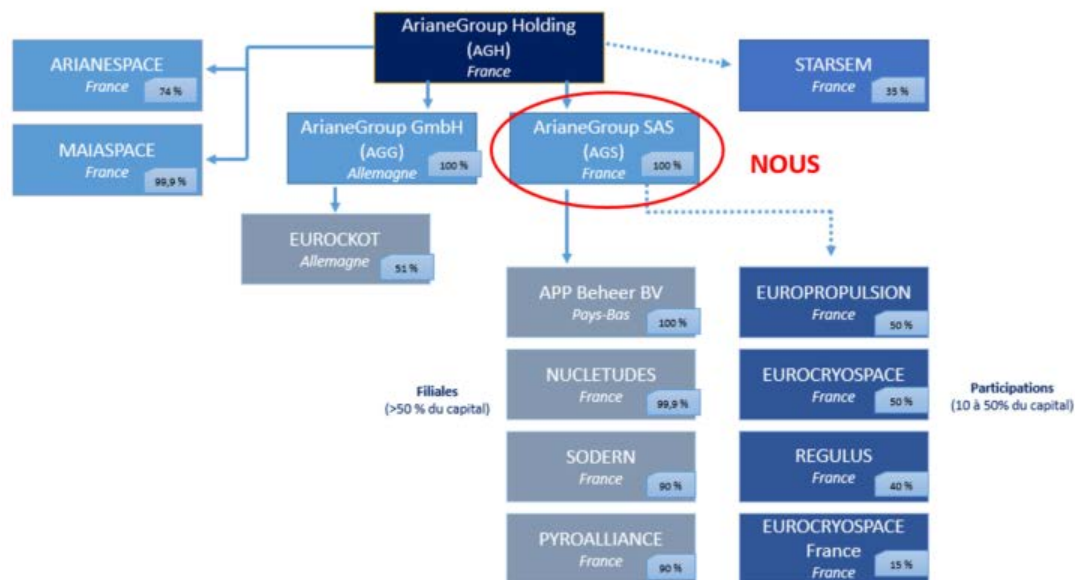 ArianeGroup Holding
(AGH)
France
ARIANESPACE
France
74 %
STARSEM
France
35 %
MAIASPACE
France
99,9 %
ArianeGroup GmbH
(AGG)
Allemagne
100 %
ArianeGroup SAS
(AGS)
France
100 %
NOUS
EUROCKOT
Allemagne
51 %
APP Beheer BV
Pays-Bas
100 %
EUROPROPULSION
France
50 %
Filiales
(>50 % du capital)
NUCLETUDES
France
99,9 %
EUROCRYOSPACE
France
50 %
Participations
(10 à 50% du capital)
SODERN
France
90 %
REGULUS
France
40 %
PYROALLIANCE
France
90 %
EUROCRYOSPACE
France
France
15 %